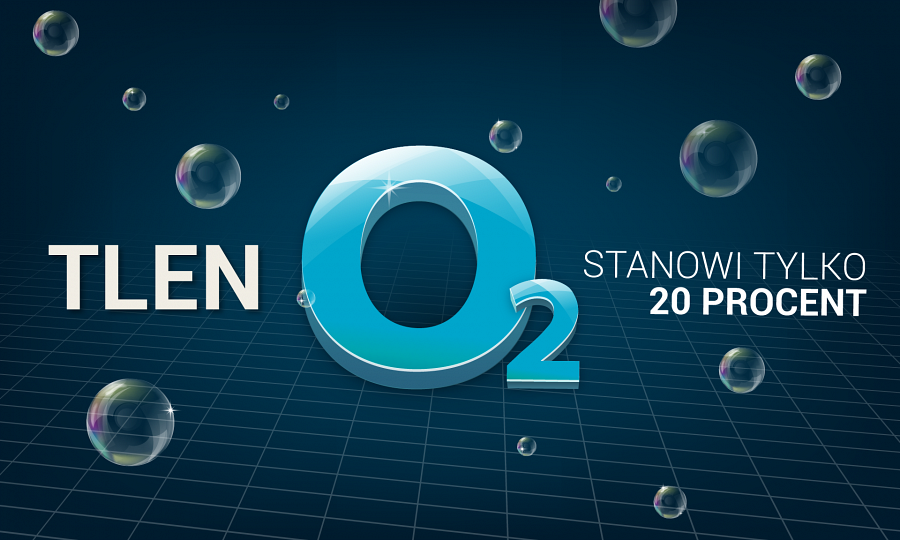 TLEN
O2
STANOWI TYLKO
20 PROCENT